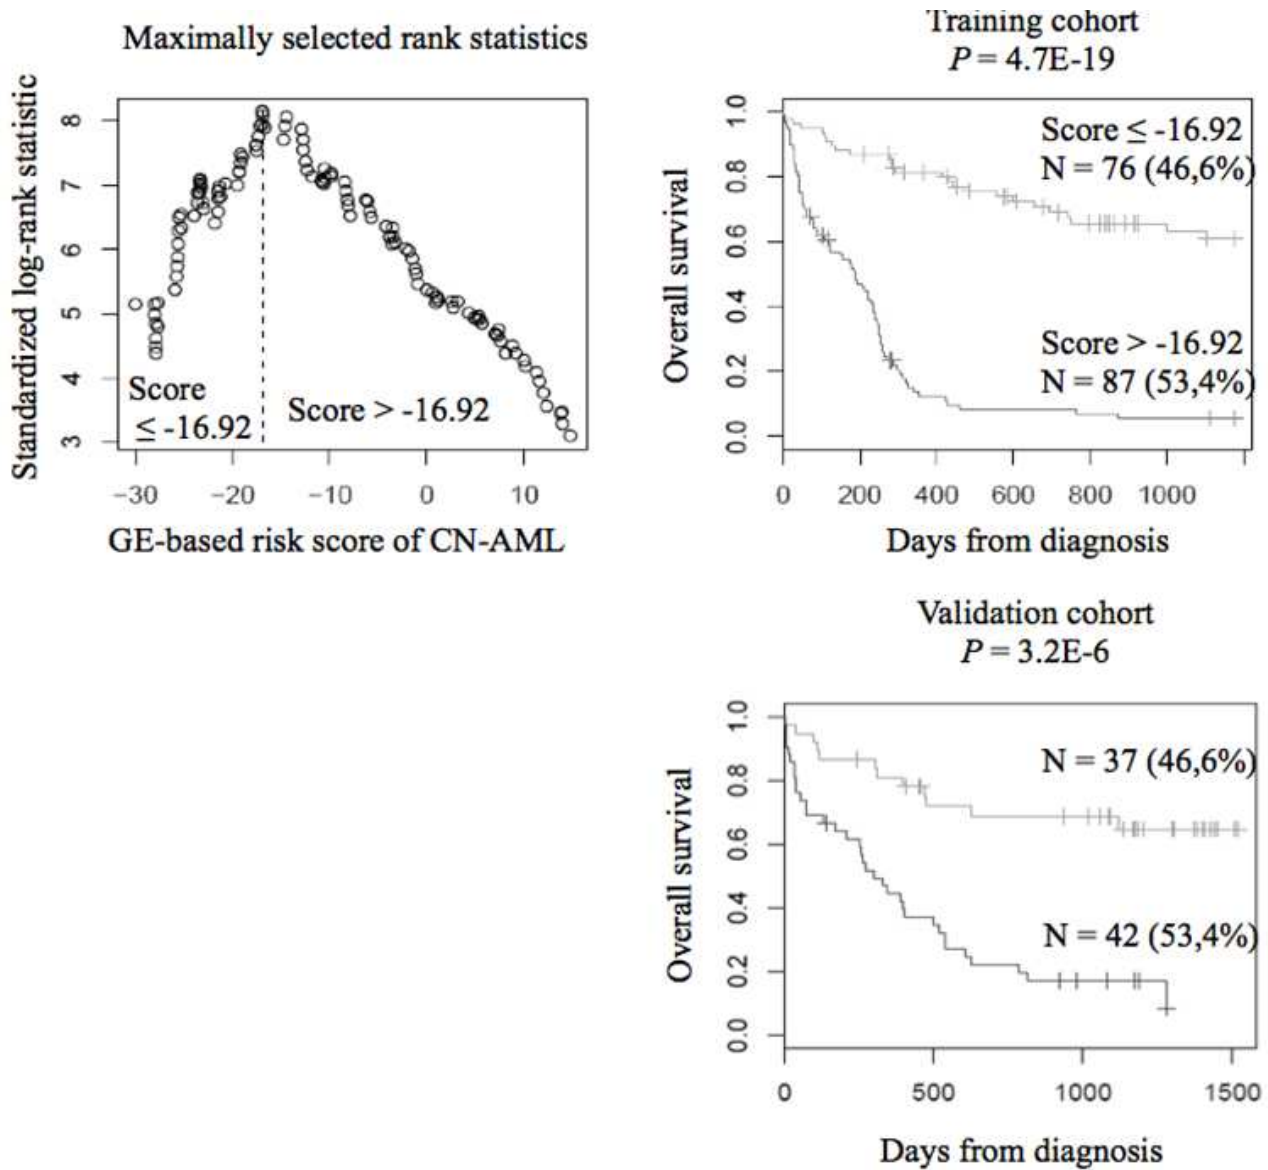 Maximally selected rank statistics
Standardized log-rank statistic
8
7
6
5
4
3
Score
≤ -16.92
Score > -16.92
−30
−20
−10
0
10
GE-based risk score of CN-AML
Training cohort
P = 4.7E-19
Overall survival
1.0
0.8
0.6
0.4
0.2
0.0
Score ≤ -16.92
N = 76 (46,6%)
Score > -16.92
N = 87 (53,4%)
0
200
400
600
800
1000
Days from diagnosis
Validation cohort
P = 3.2E-6
Overall survival
1.0
0.8
0.6
0.4
0.2
0.0
N = 37 (46,6%)
N = 42 (53,4%)
0
500
1000
1500
Days from diagnosis